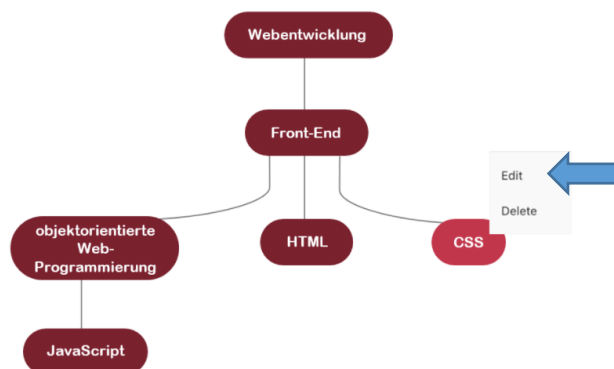 Webentwicklung
Front-End
Edit
Delete
objektorientierte
Web-
Programmierung
HTML
CSS
JavaScript